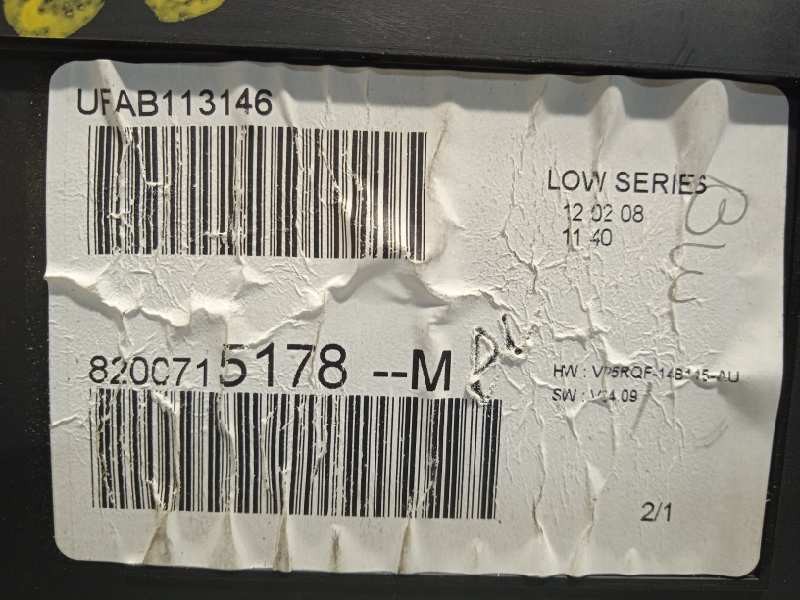 UFAB113146
LOW SERIES
12 02 08
11 40
8200715178 --M
HW :
SW :
2/1